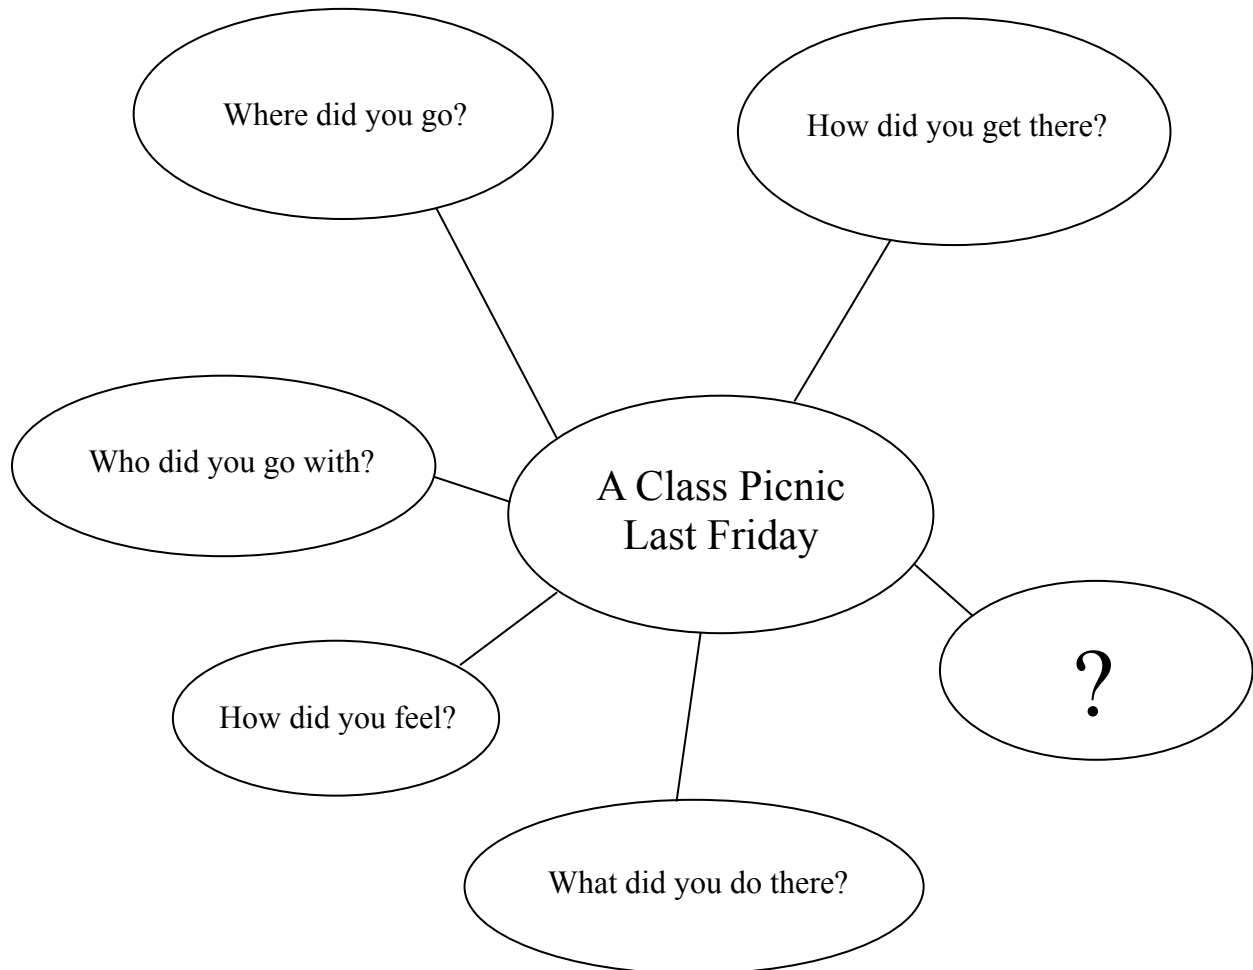 Where did you go?
How did you get there?
Who did you go with?
A Class Picnic
Last Friday
?
How did you feel?
What did you do there?